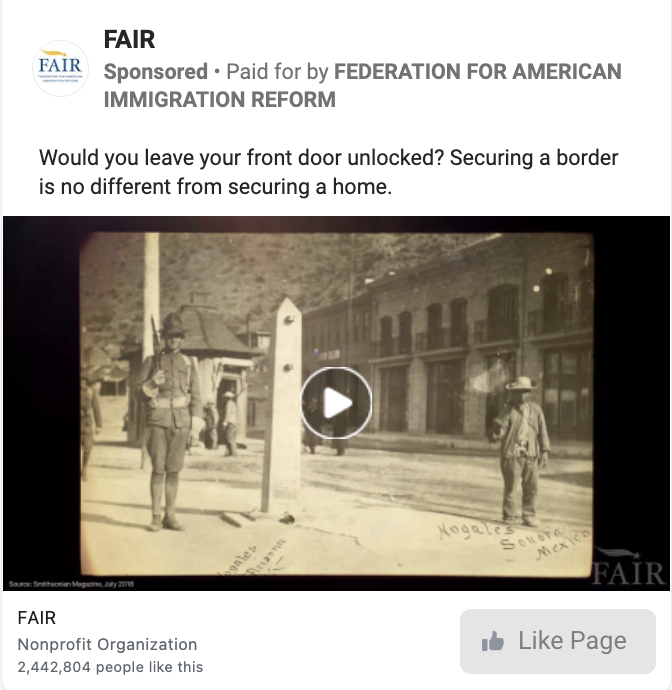 FAIR
FAIR
FEDERATION FOR AMERICAN
IMMIGRATION REFORM
Sponsored • Paid for by FEDERATION FOR AMERICAN
IMMIGRATION REFORM
Would you leave your front door unlocked? Securing a border
is no different from securing a home.
Nogales
Arizona
Nogales
Sonora
Mexico
FAIR
Source: Smithsonian Magazine, July 2018
FAIR
Nonprofit Organization
2,442,804 people like this
Like Page